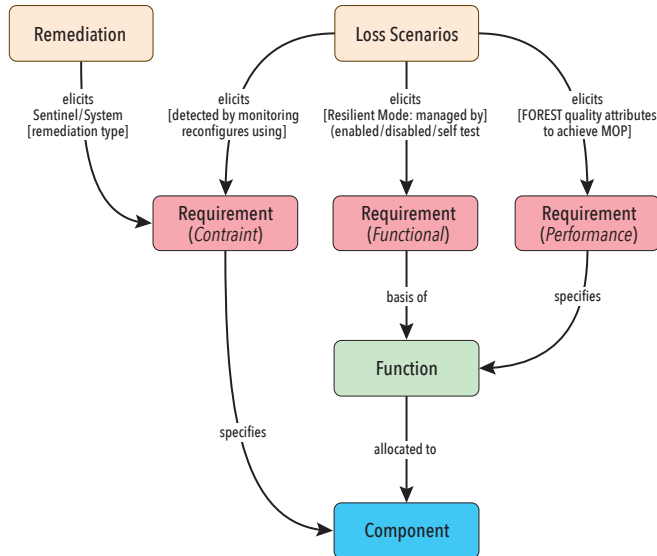 Remediation
Loss Scenarios
elicits
Sentinel/System
[remediation type]
elicits
[detected by monitoring
reconfigures using]
elicits
[Resilient Mode: managed by]
(enabled/disabled/self test
elicits
[FOREST quality attributes
to achieve MOP]
Requirement
(Contraint)
Requirement
(Functional)
Requirement
(Performance)
basis of
specifies
Function
specifies
allocated to
Component